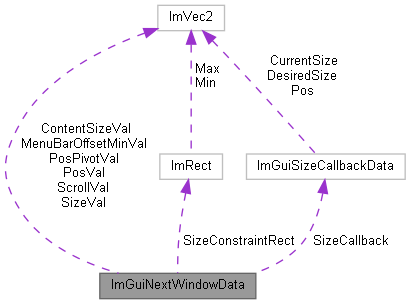 ImVec2
CurrentSize
DesiredSize
Pos
Max
Min
ContentSizeVal
MenuBarOffsetMinVal
PosPivotVal
PosVal
ScrollVal
SizeVal
ImRect
ImGuiSizeCallbackData
SizeConstraintRect
SizeCallback
ImGuiNextWindowData